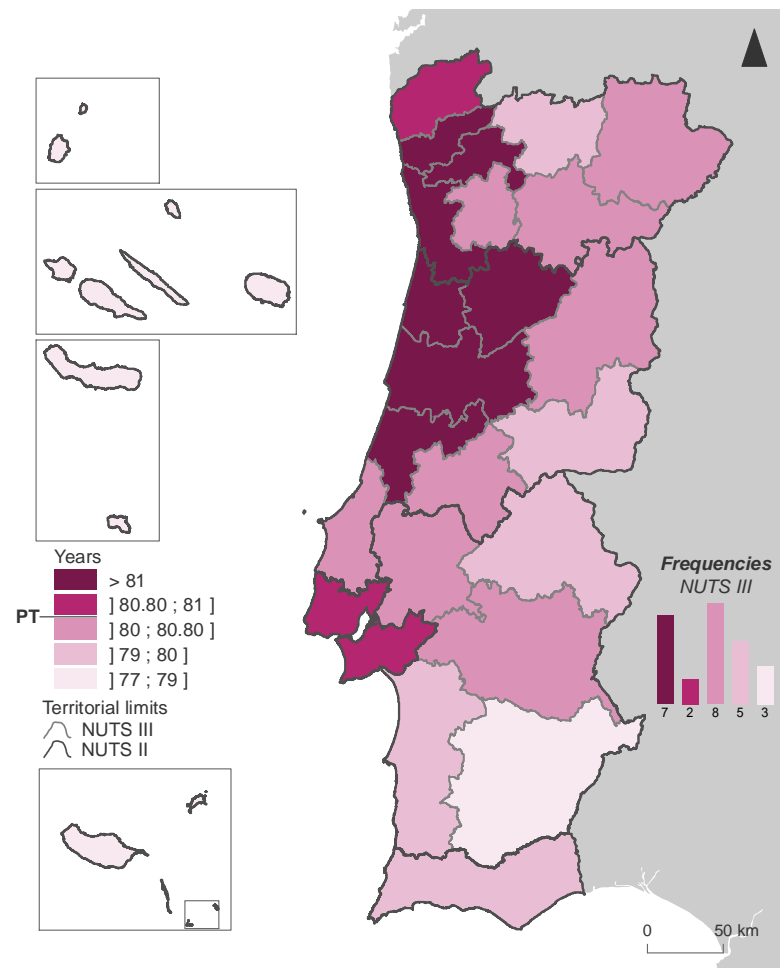 Years
> 81
] 80.80 ; 81 ]
PT
] 80 ; 80.80 ]
] 79 ; 80 ]
] 77 ; 79 ]
Territorial limits
NUTS III
NUTS II
Frequencies
NUTS III
7 2 8 5 3
0 50 km